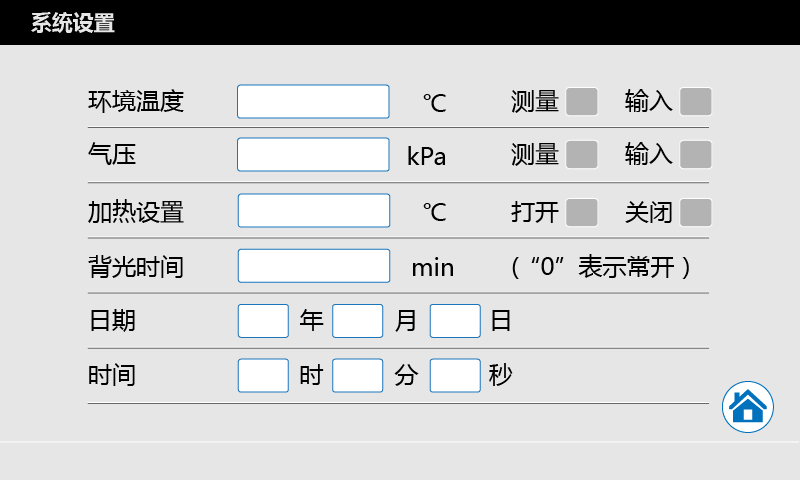 系统设置
环境温度 ℃ 测量 输入
气压 kPa 测量 输入
加热设置 ℃ 打开 关闭
背光时间 min (“0”表示常开)
日期 年 月 日
时间 时 分 秒